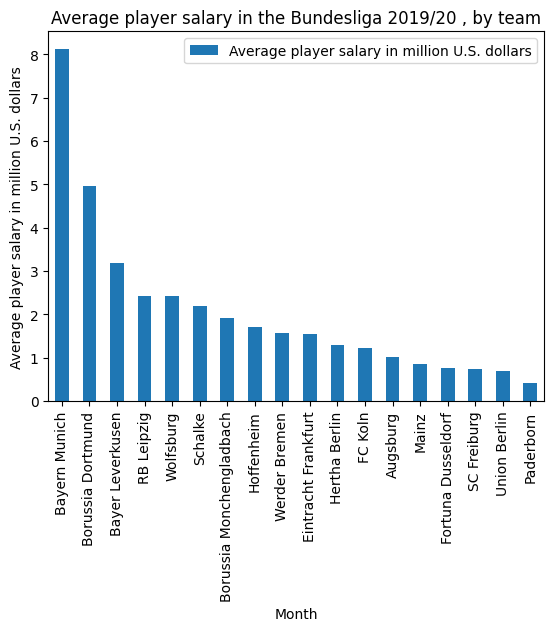 Average player salary in the Bundesliga 2019/20 , by team
Average player salary in million U.S. dollars
Average player salary in million U.S. dollars
8
7
6
5
4
3
2
1
0
Bayern Munich
Borussia Dortmund
Bayer Leverkusen
RB Leipzig
Wolfsburg
Schalke
Borussia Monchengladbach
Hoffenheim
Werder Bremen
Eintracht Frankfurt
Hertha Berlin
FC Koln
Augsburg
Mainz
Fortuna Dusseldorf
SC Freiburg
Union Berlin
Paderborn
Month